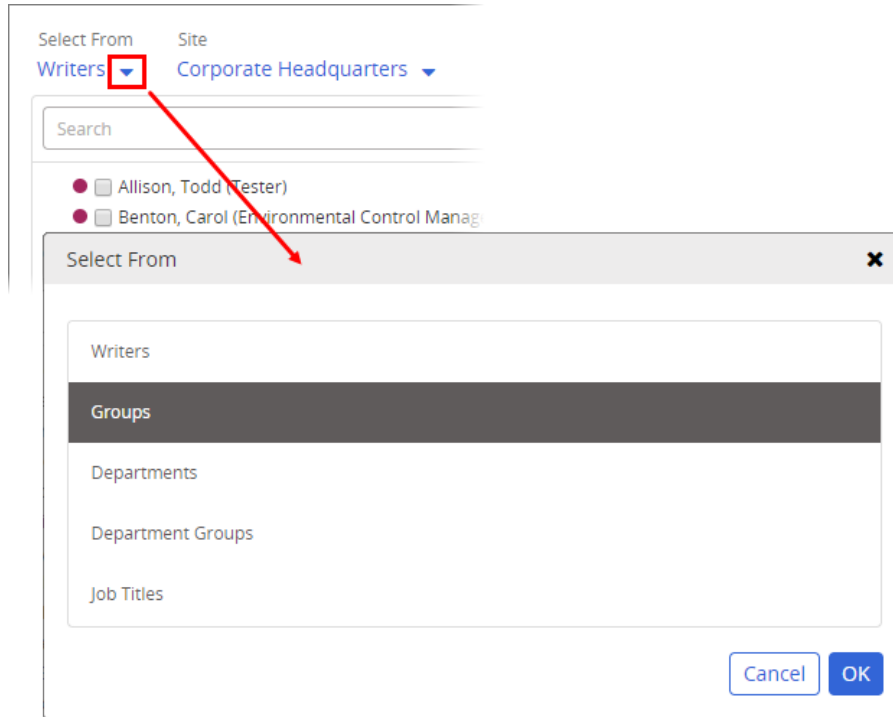 Select From Site
Writers Corporate Headquarters
Search
Allison, Todd (Tester)
Benton, Carol (Environmental Control Manag
Select From
Writers
Groups
Departments
Department Groups
Job Titles
Cancel OK